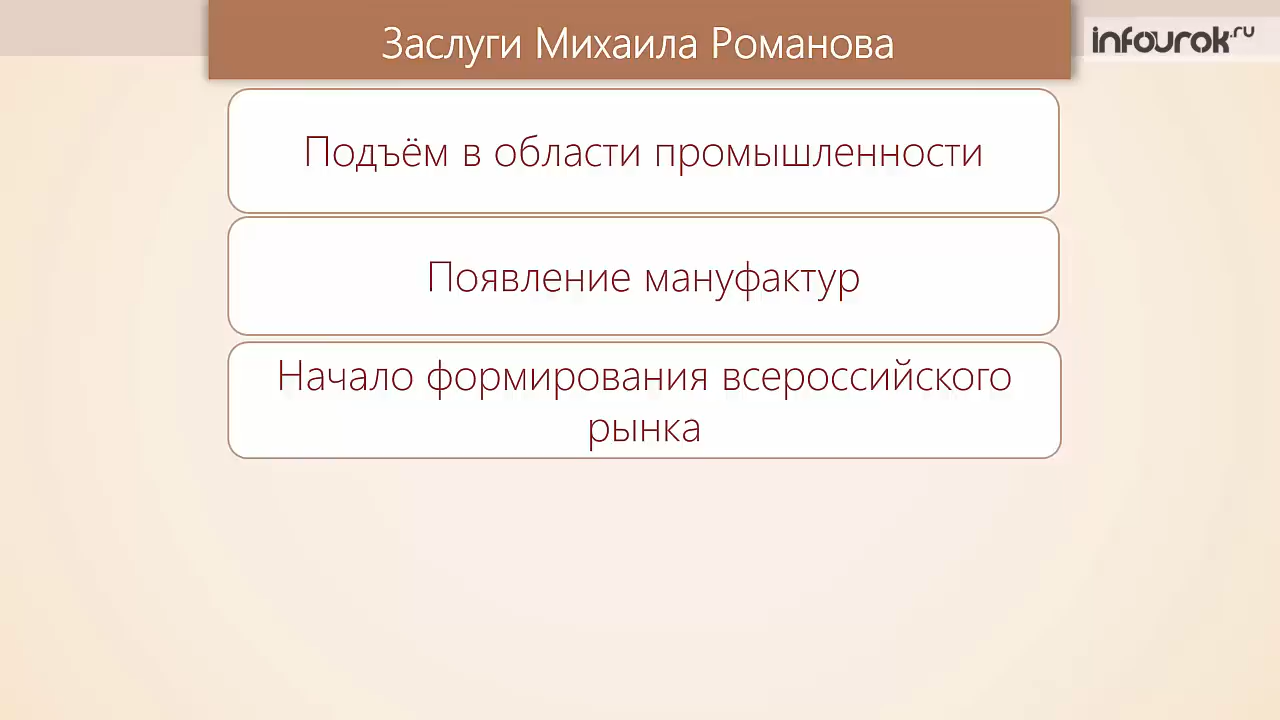 Заслуги Михаила Романова
infourok.ru
Подъём в области промышленности
Появление мануфактур
Начало формирования всероссийского
рынка